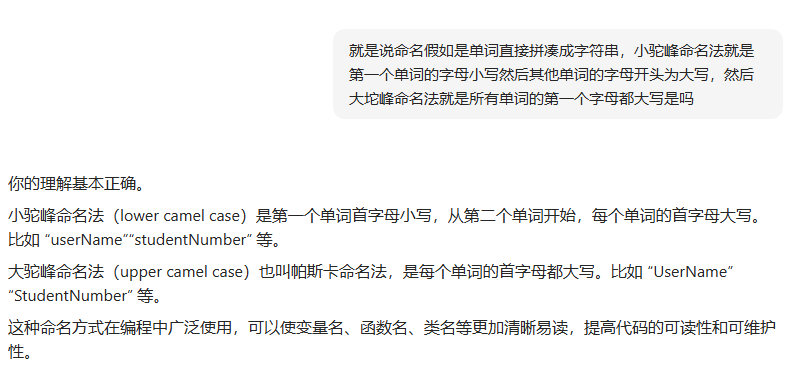 就是说命名假如是单词直接拼凑成字符串，小驼峰命名法就是
第一个单词的字母小写然后其他单词的字母开头为大写，然后
大坨峰命名法就是所有单词的第一个字母都大写是吗
你的理解基本正确。
小驼峰命名法（lower camel case）是第一个单词首字母小写，从第二个单词开始，每个单词的首字母大写。
比如 “userName”“studentNumber” 等。
大驼峰命名法（upper camel case）也叫帕斯卡命名法，是每个单词的首字母都大写。比如 “UserName”
“StudentNumber” 等。
这种命名方式在编程中广泛使用，可以使变量名、函数名、类名等更加清晰易读，提高代码的可读性和可维护
性。